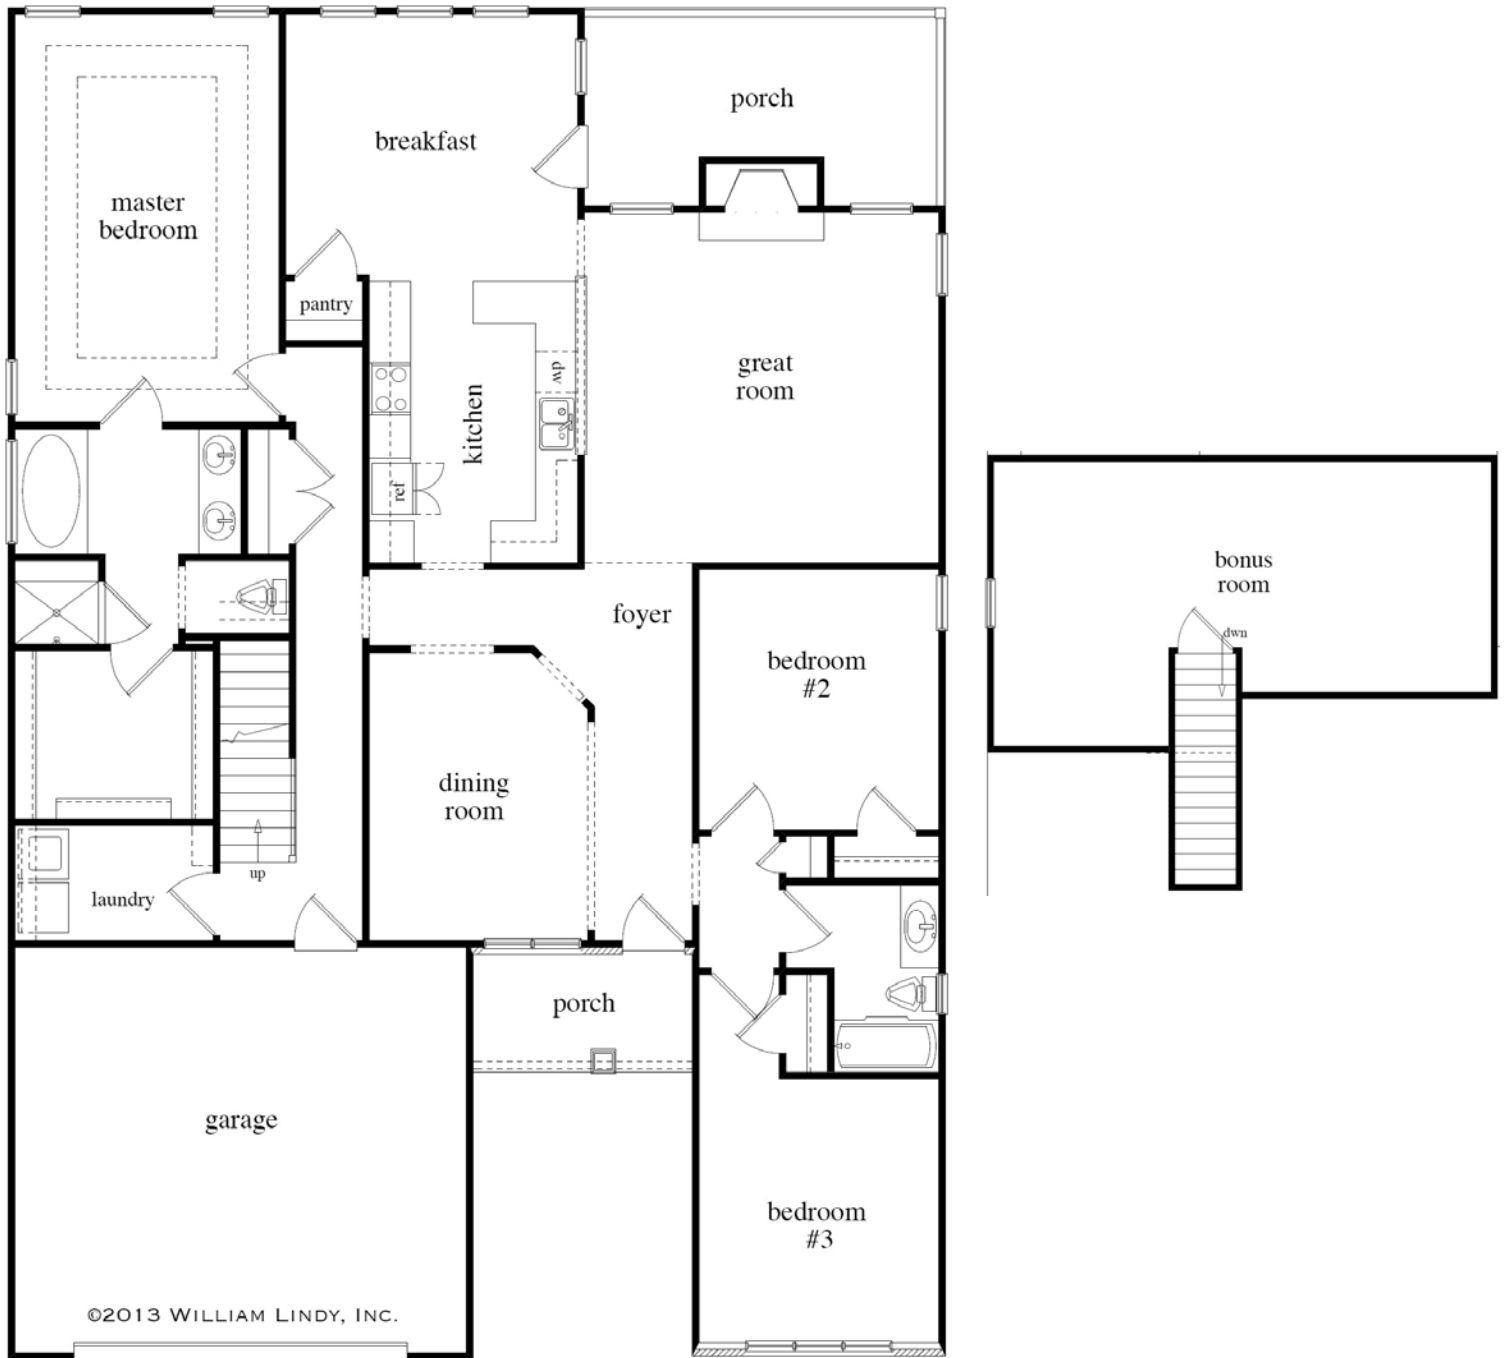 porch
breakfast
master
bedroom
pantry
great
room
dw
kitchen
ref
bonus
room
foyer
dwn
bedroom
#2
dining
room
up
laundry
porch
garage
bedroom
#3
©2013 WILLIAM LINDY, INC.